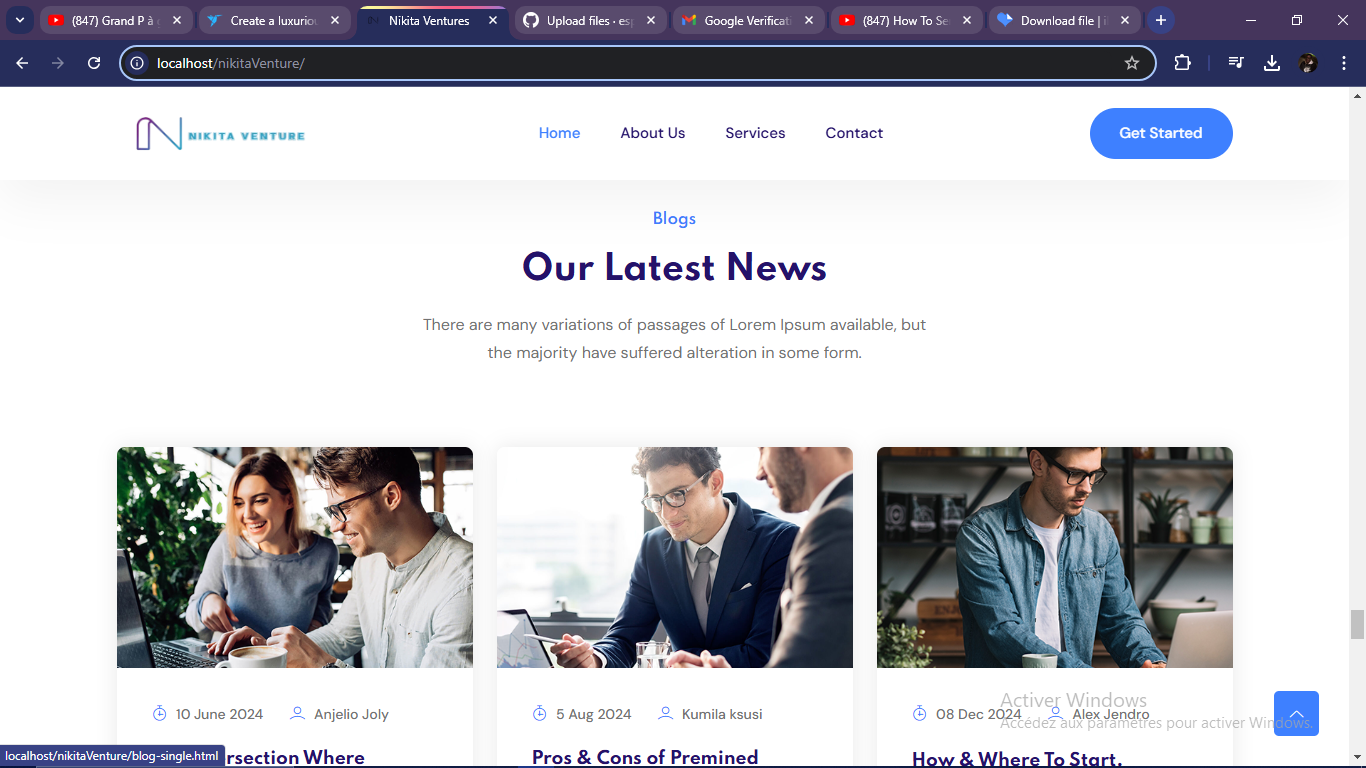 (847) Grand P à
Create a luxurio
Nikita Ventures
Upload files · es
Google Verificati
(847) How To Se
Download file | i
localhost/nikitaVenture/
NIKITA VENTURE
Home
About Us
Services
Contact
Get Started
Blogs
Our Latest News
There are many variations of passages of Lorem Ipsum available, but
the majority have suffered alteration in some form.
10 June 2024
Anjelio Joly
5 Aug 2024
Kumila ksusi
08 Dec 2024
Alex Jendro
Activer Windows
Accédez aux paramètres pour activer Windows.
rsection Where
Pros & Cons of Premined
How & Where To Start,
localhost/nikitaVenture/blog-single.html